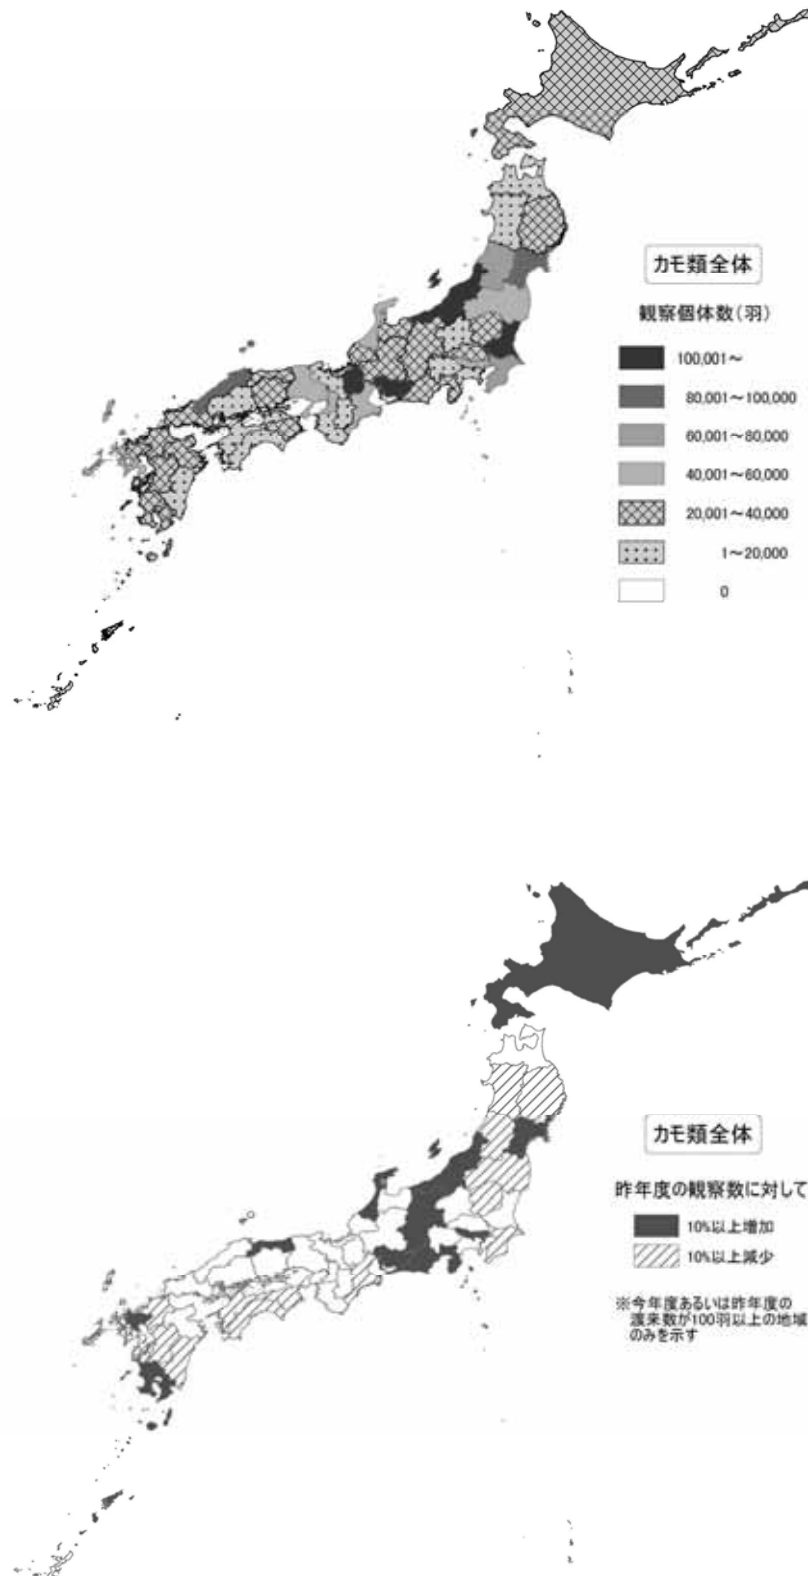 カモ類全体
観察個体数(羽)
100,001~
80,001~100,000
60,001~80,000
40,001~60,000
20,001~40,000
1~20,000
0
カモ類全体
昨年度の観察数に対して
10%以上増加
10%以上減少
※今年度あるいは昨年度の
渡来数が100羽以上の地域
のみを示す